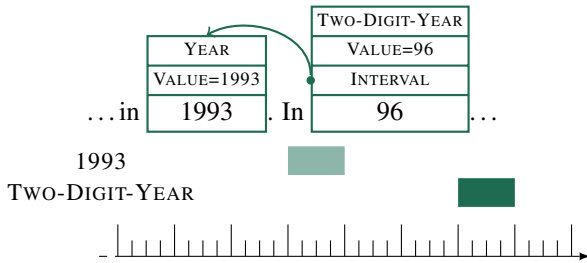 TWO-DIGIT-YEAR
YEAR VALUE=96
VALUE=1993 INTERVAL
...in 1993 . In 96 ...
1993
TWO-DIGIT-YEAR